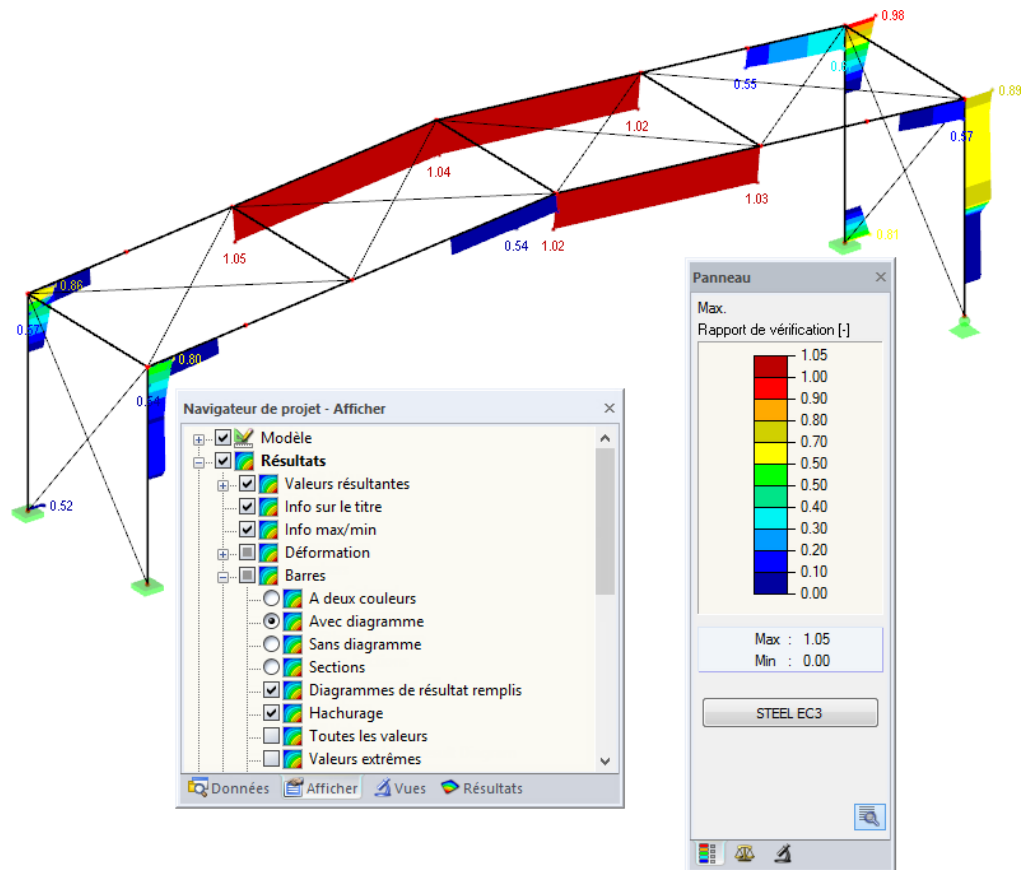 0.98
0.55
0.89
0.57
1.02
1.04
1.03
1.05
0.54
1.02
0.81
0.86
0.57
0.80
0.52
Navigateur de projet - Afficher
Modèle
Résultats
Valeurs résultantes
Info sur le titre
Info max/min
Déformation
Barres
A deux couleurs
Avec diagramme
Sans diagramme
Sections
Diagrammes de résultat remplis
Hachurage
Toutes les valeurs
Valeurs extrêmes
Données Afficher Vues Résultats
Panneau
Max.
Rapport de vérification [-]
1.05
1.00
0.90
0.80
0.70
0.50
0.50
0.40
0.30
0.20
0.10
0.00
Max : 1.05
Min : 0.00
STEEL EC3